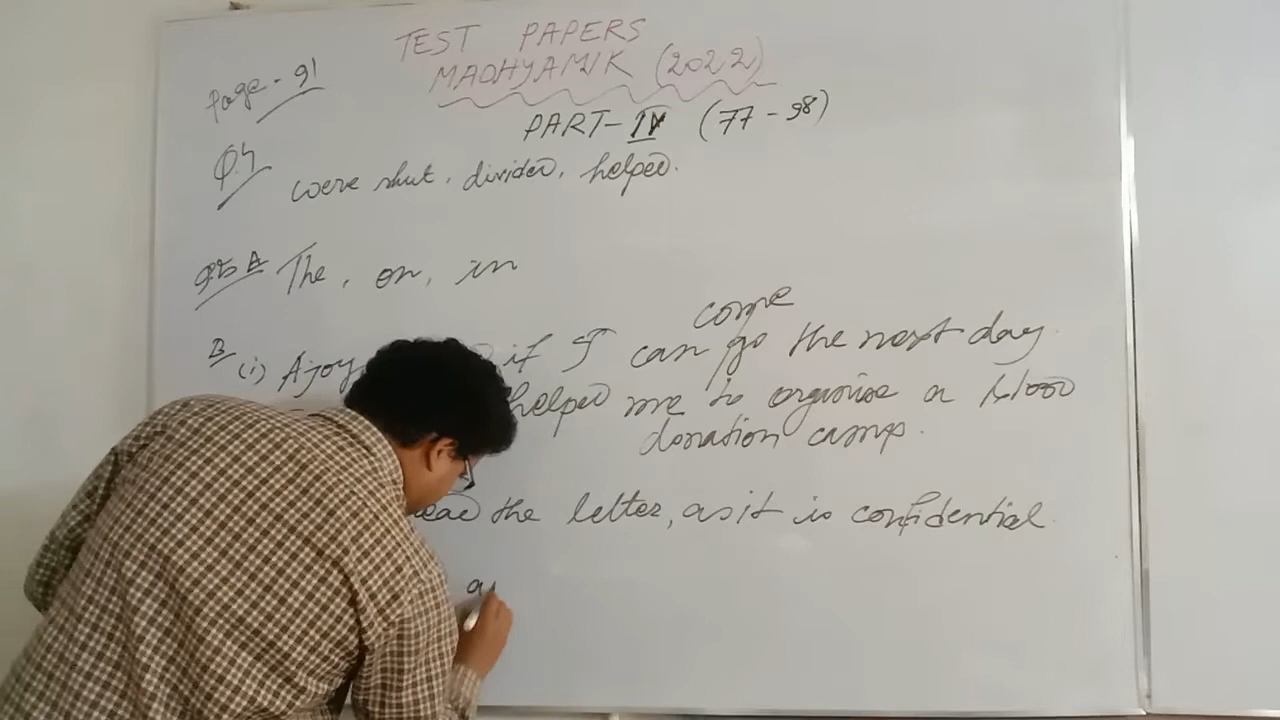 TEST PAPERS
MADHYAMIK (2022)
Page - 91
PART-IV (77 - 98)
Q.4
were shut, divided, helped.
A The, on, in
come
B (i) Ajoy if I can go the next day.
helped me to organise a blood
donation camp.
the letter, as it is confidential.